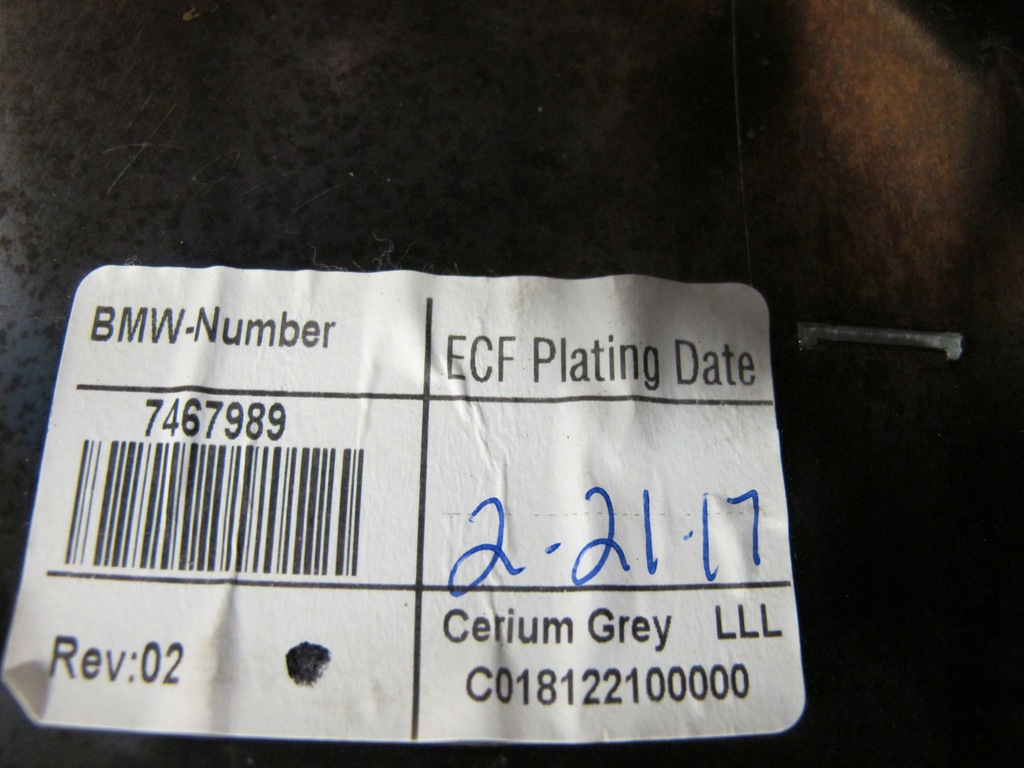 BMW-Number
7467989
Rev:02
ECF Plating Date
2-21-17
Cerium Grey LLL
C018122100000